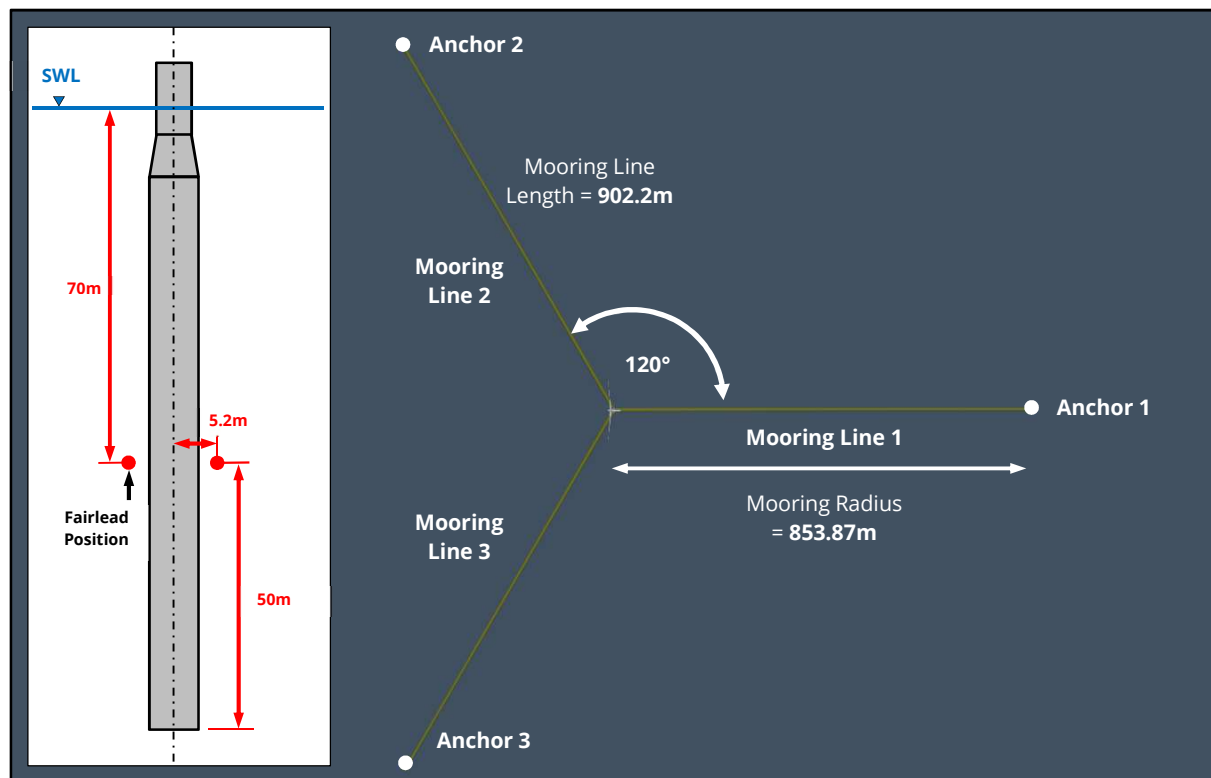 SWL
70m
5.2m
Fairlead
Position
50m
Anchor 2
Mooring Line
Length = 902.2m
Mooring
Line 2
120°
Anchor 1
Mooring Line 1
Mooring Radius
= 853.87m
Mooring
Line 3
Anchor 3